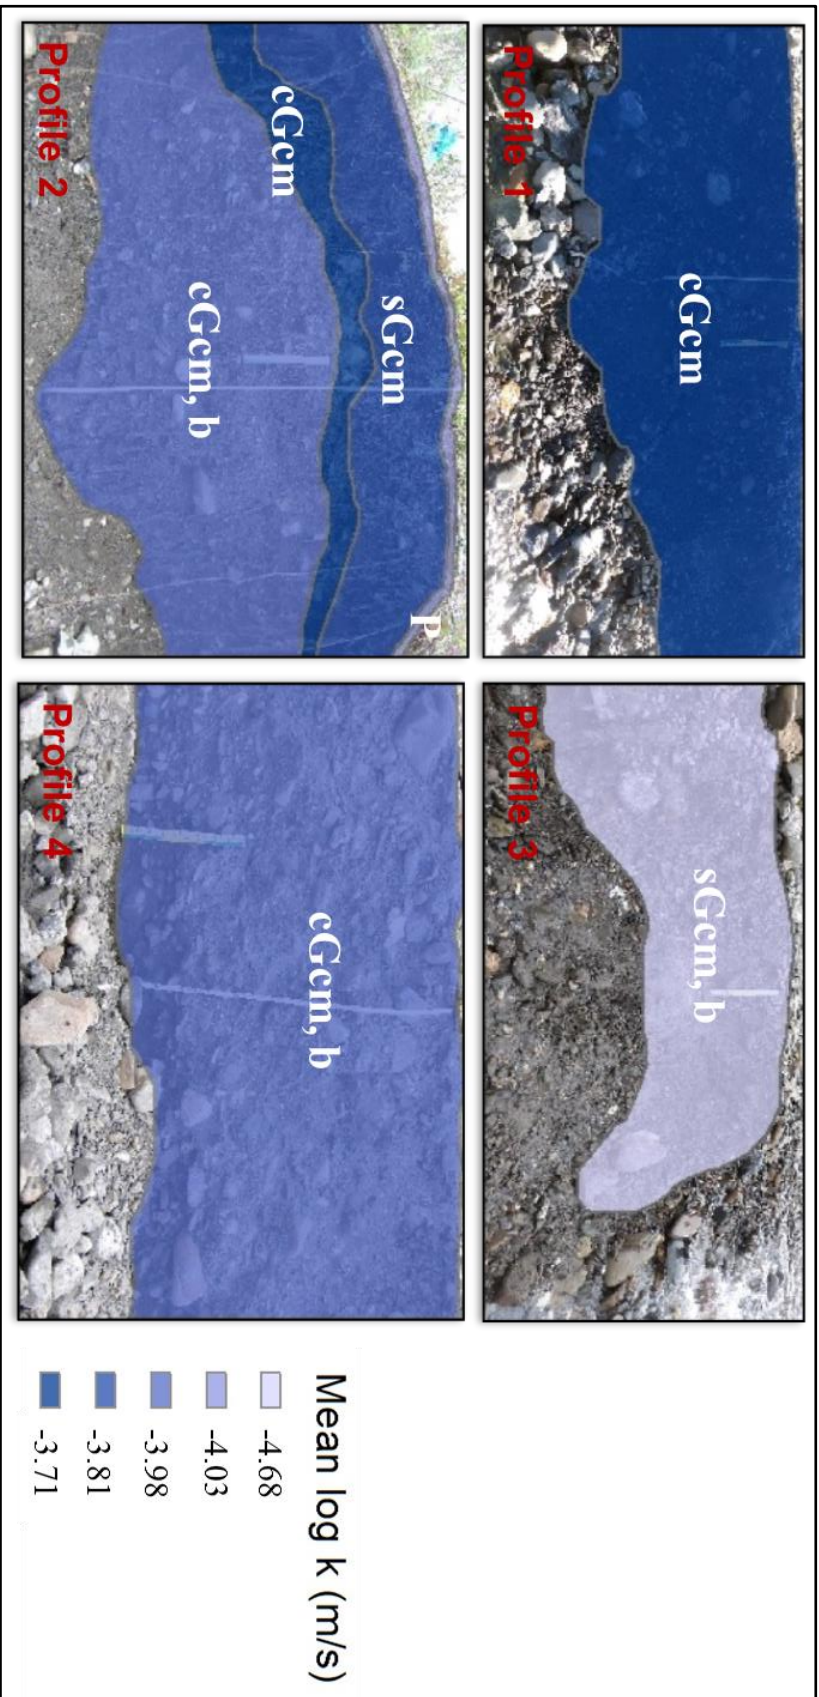 Profile 1
cGcm
Profile 3
sGcm, b
Mean log k (m/s)
-4.68
-4.03
-3.98
-3.81
-3.71
P
sGcm
cGcm
cGcm, b
Profile 2
cGcm, b
Profile 4